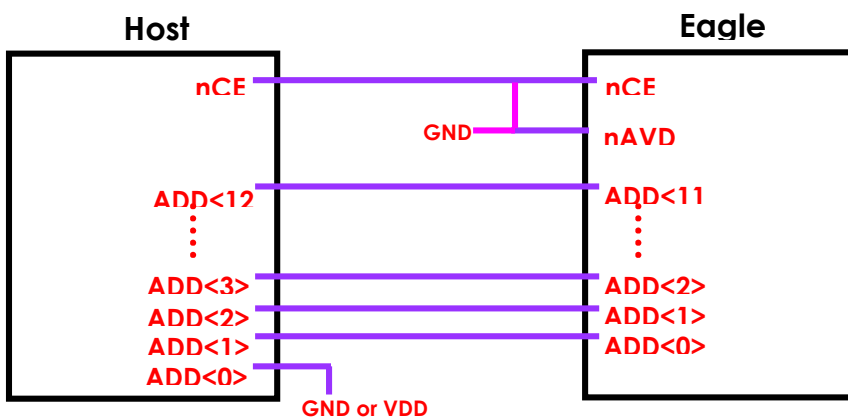 Host
Eagle
nCE
nCE
GND
nAVD
ADD<12
ADD<11
ADD<3>
ADD<2>
ADD<2>
ADD<1>
ADD<1>
ADD<0>
ADD<0>
GND or VDD